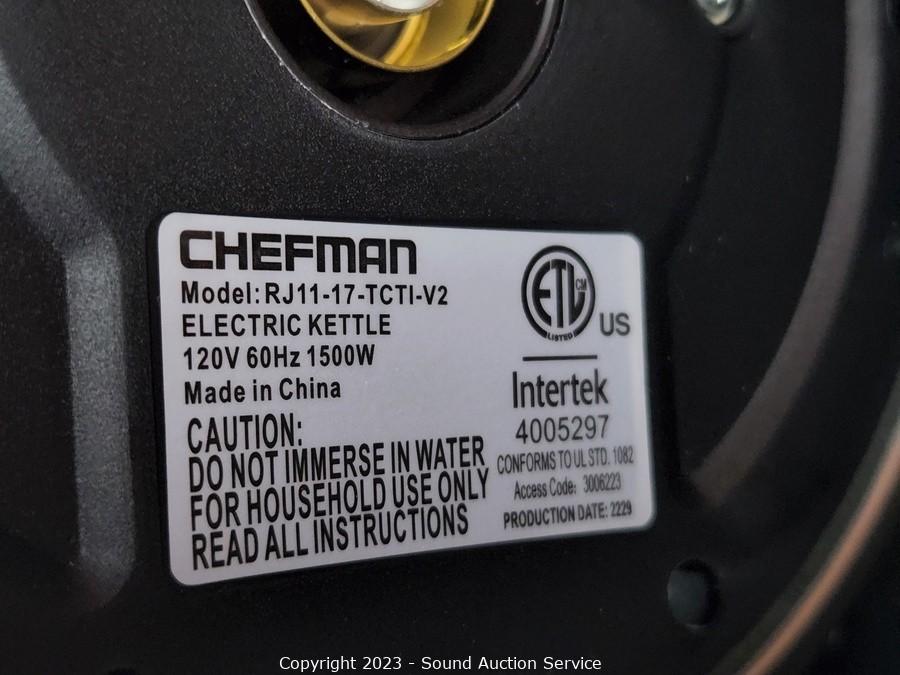 CHEFMAN
Model: RJ11-17-TCTI-V2
ELECTRIC KETTLE
120V 60Hz 1500W
Made in China
CAUTION:
DO NOT IMMERSE IN WATER
FOR HOUSEHOLD USE ONLY
READ ALL INSTRUCTIONS
ETL CM
LISTED
US
Intertek
4005297
CONFORMS TO UL STD. 1082
Access Code: 3006223
PRODUCTION DATE: 2229
Copyright 2023 - Sound Auction Service